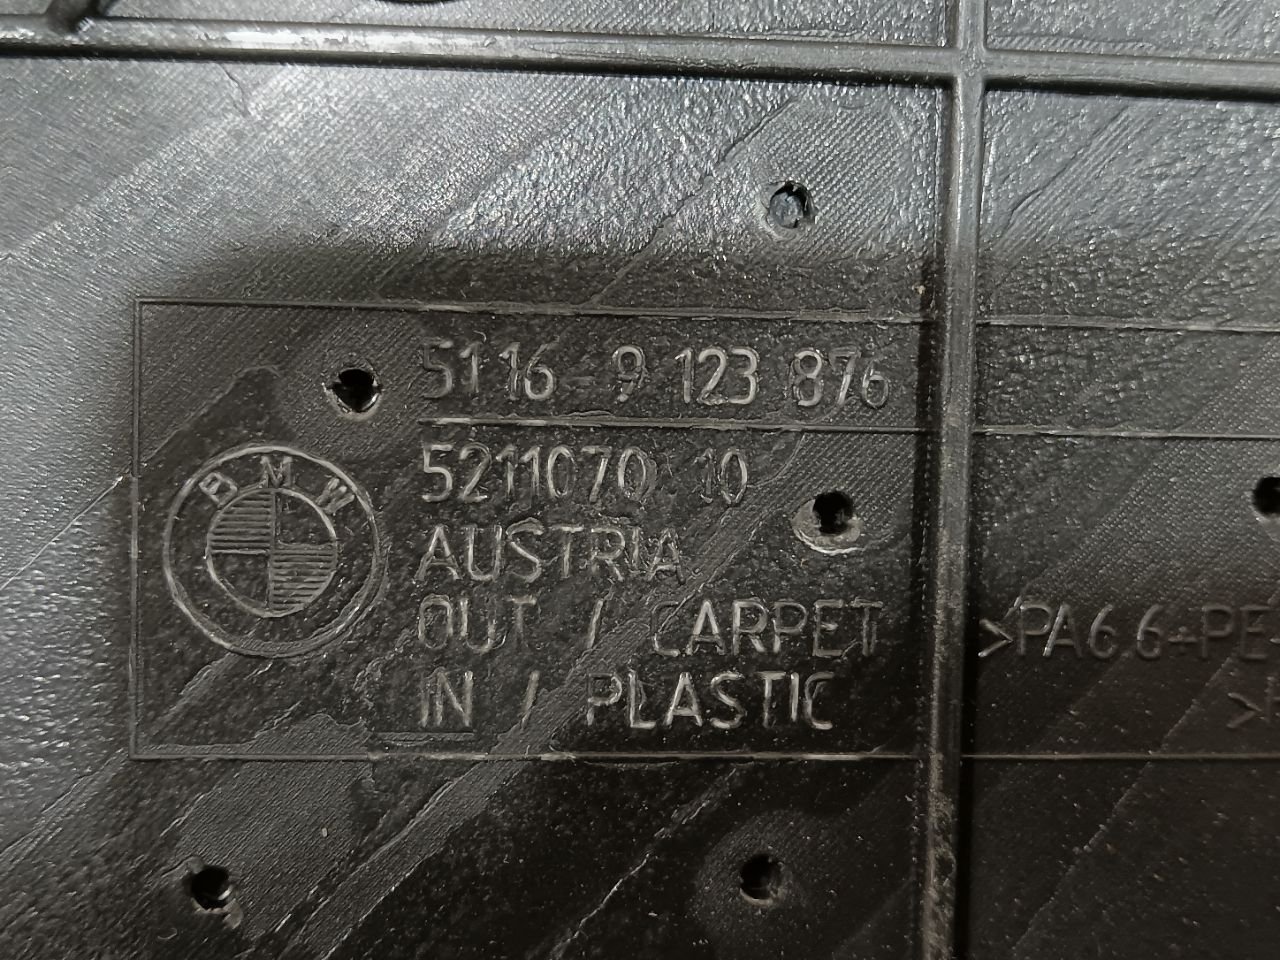 51 16 - 9 123 876
5211070 10
AUSTRIA
OUT / CARPET
IN / PLASTIC
BMW
>PA6.6+PE
>